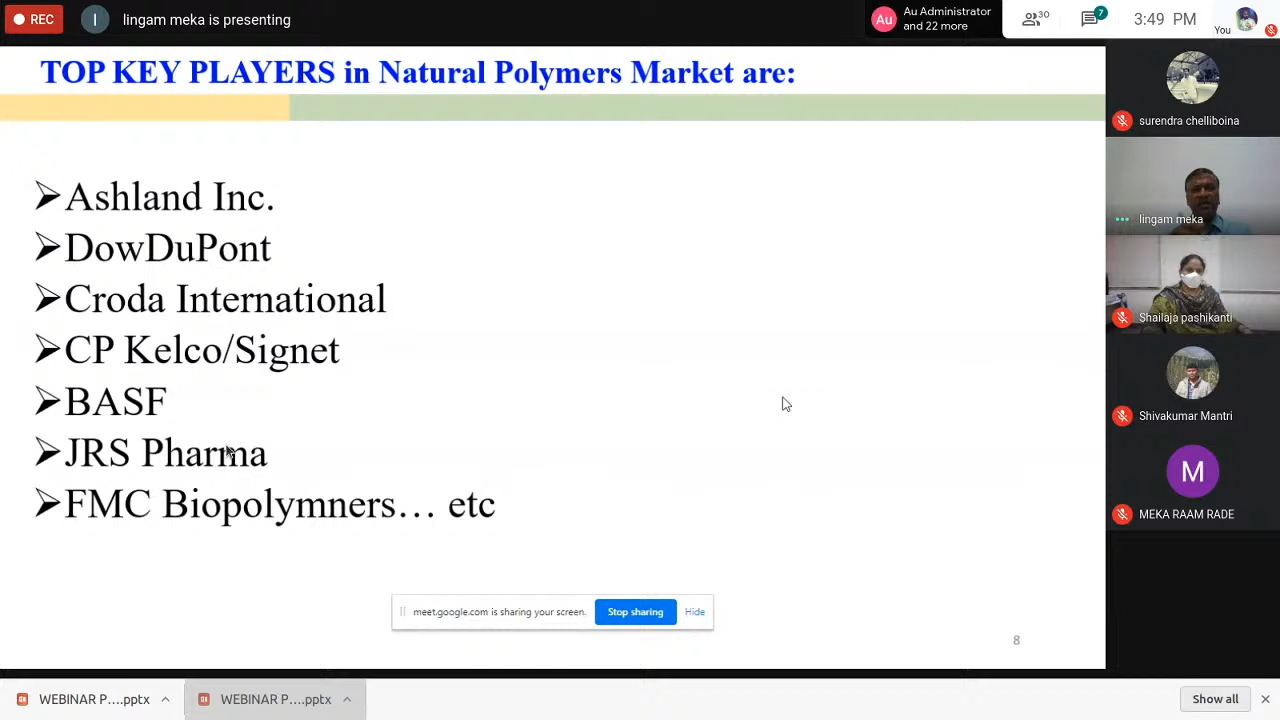 REC
I
lingam meka is presenting
Au
Au Administrator
and 22 more
30
7
3:49 PM
You
TOP KEY PLAYERS in Natural Polymers Market are:
Ashland Inc.
DowDuPont
Croda International
CP Kelco/Signet
BASF
JRS Pharma
FMC Biopolymners… etc
meet.google.com is sharing your screen.
Stop sharing
Hide
8
surendra chelliboina
lingam meka
Shailaja pashikanti
Shivakumar Mantri
M
MEKA RAAM RADE
WEBINAR P....pptx
WEBINAR P....pptx
Show all